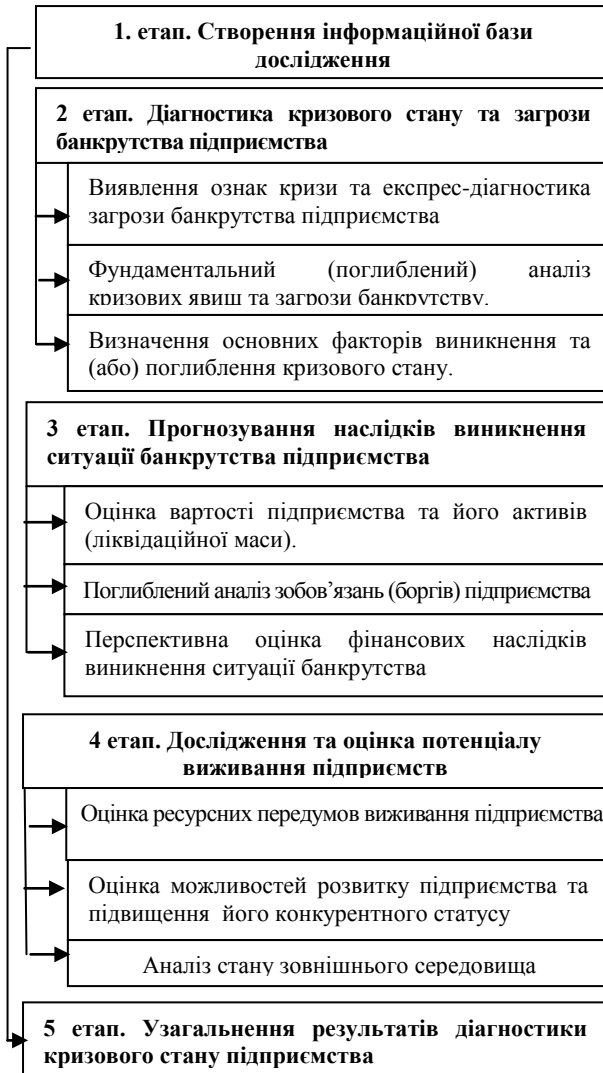 1. етап. Створення інформаційної бази
дослідження
2 етап. Діагностика кризового стану та загрози
банкрутства підприємства
Виявлення ознак кризи та експрес-діагностика
загрози банкрутства підприємства
Фундаментальний (поглиблений) аналіз
кризових явиш та загрози банкрутству.
Визначення основних факторів виникнення та
(або) поглиблення кризового стану.
3 етап. Прогнозування наслідків виникнення
ситуації банкрутства підприємства
Оцінка вартості підприємства та його активів
(ліквідаційної маси).
Поглиблений аналіз зобов’язань (боргів) підприємства
Перспективна оцінка фінансових наслідків
виникнення ситуації банкрутства
4 етап. Дослідження та оцінка потенціалу
виживання підприємств
Оцінка ресурсних передумов виживання підприємства
Оцінка можливостей розвитку підприємства та
підвищення його конкурентного статусу
Аналіз стану зовнішнього середовища
5 етап. Узагальнення результатів діагностики
кризового стану підприємства